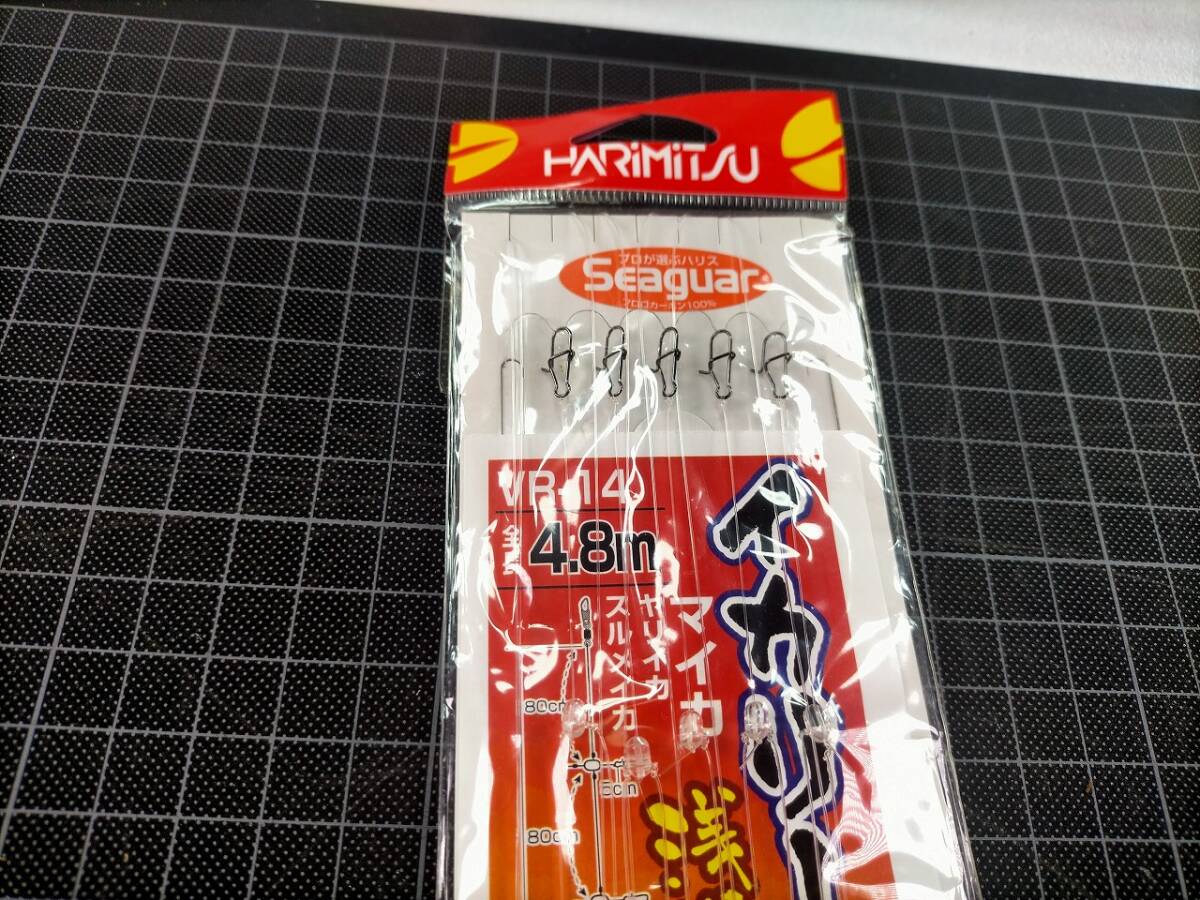 HARiMiTSU
プロが選ぶハリス
Seaguar
フロロカーボン100%
VR-14
全長 4.8m
マイカ
ヤリイカ
スルメイカ
80cm
5cm
80cm
浅